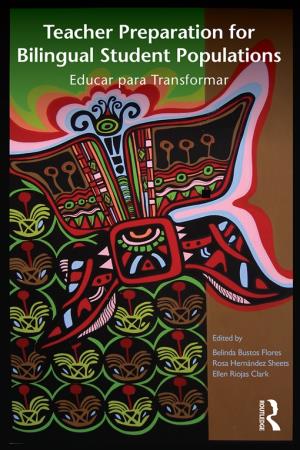 Teacher Preparation for
Bilingual Student Populations
Educar para Transformar
Edited by
Belinda Bustos Flores
Rosa Hernández Sheets
Ellen Riojas Clark
ROUTLEDGE